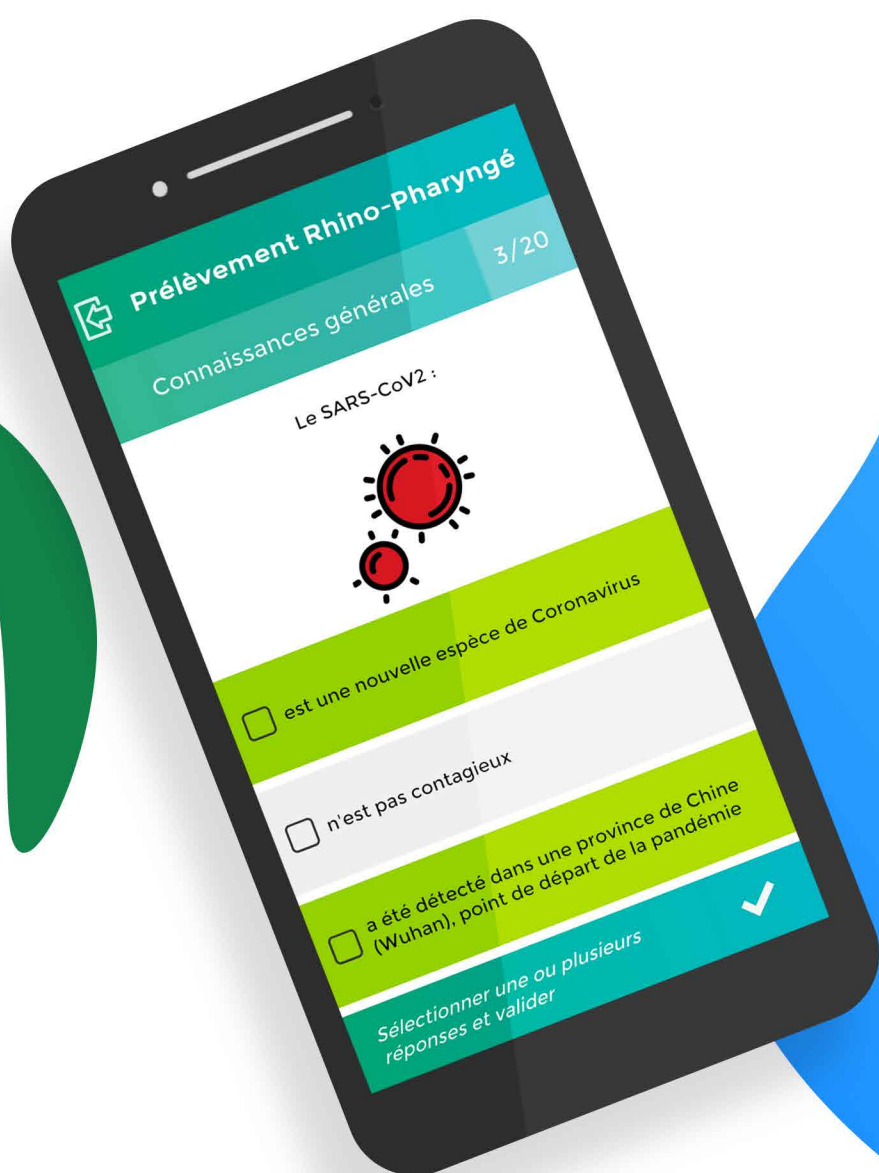 Prélèvement Rhino-Pharyngé
Connaissances générales
3/20
Le SARS-CoV2 :
est une nouvelle espèce de Coronavirus
n'est pas contagieux
a été détecté dans une province de Chine
(Wuhan), point de départ de la pandémie
Sélectionner une ou plusieurs
réponses et valider